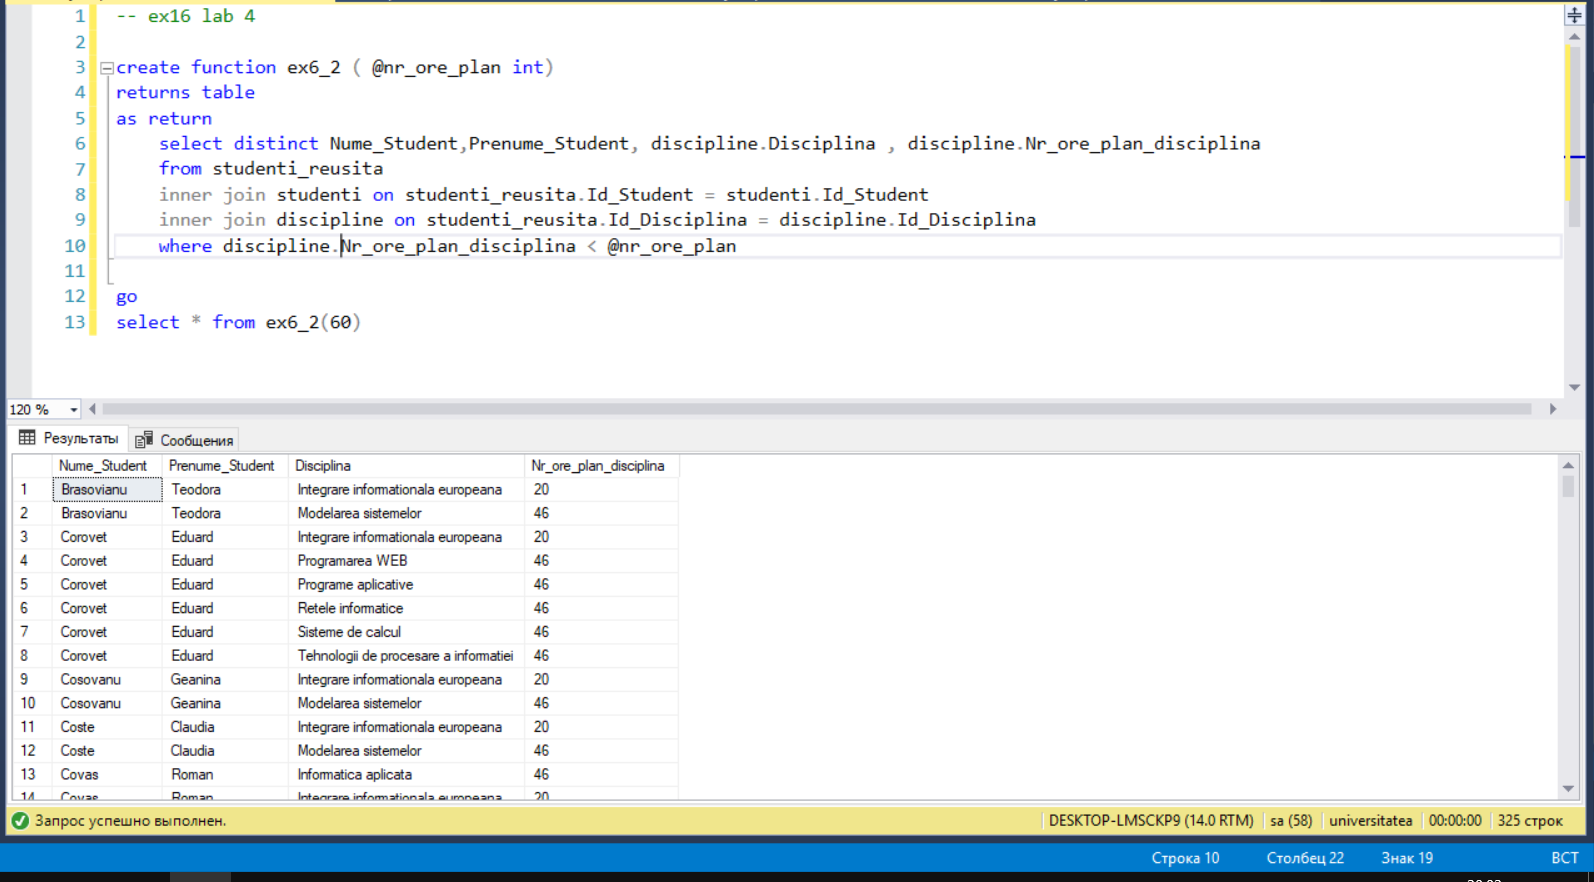 1 -- ex16 lab 4
2
3 create function ex6_2 ( @nr_ore_plan int)
4 returns table
5 as return
6 select distinct Nume_Student,Prenume_Student, discipline.Disciplina , discipline.Nr_ore_plan_disciplina
7 from studenti_reusita
8 inner join studenti on studenti_reusita.Id_Student = studenti.Id_Student
9 inner join discipline on studenti_reusita.Id_Disciplina = discipline.Id_Disciplina
10 where discipline.Nr_ore_plan_disciplina < @nr_ore_plan
11
12 go
13 select * from ex6_2(60)
120 %
Результаты Сообщения
Nume_Student Prenume_Student Disciplina Nr_ore_plan_disciplina
1 Brasovianu Teodora Integrare informationala europeana 20
2 Brasovianu Teodora Modelarea sistemelor 46
3 Corovet Eduard Integrare informationala europeana 20
4 Corovet Eduard Programarea WEB 46
5 Corovet Eduard Programe aplicative 46
6 Corovet Eduard Retele informatice 46
7 Corovet Eduard Sisteme de calcul 46
8 Corovet Eduard Tehnologii de procesare a informatiei 46
9 Cosovanu Geanina Integrare informationala europeana 20
10 Cosovanu Geanina Modelarea sistemelor 46
11 Coste Claudia Integrare informationala europeana 20
12 Coste Claudia Modelarea sistemelor 46
13 Covas Roman Informatica aplicata 46
14 Covas Roman Integrare informationala europeana 20
Запрос успешно выполнен. DESKTOP-LMSCKP9 (14.0 RTM) sa (58) universitatea 00:00:00 325 строк
Строка 10 Столбец 22 Знак 19 ВСТ